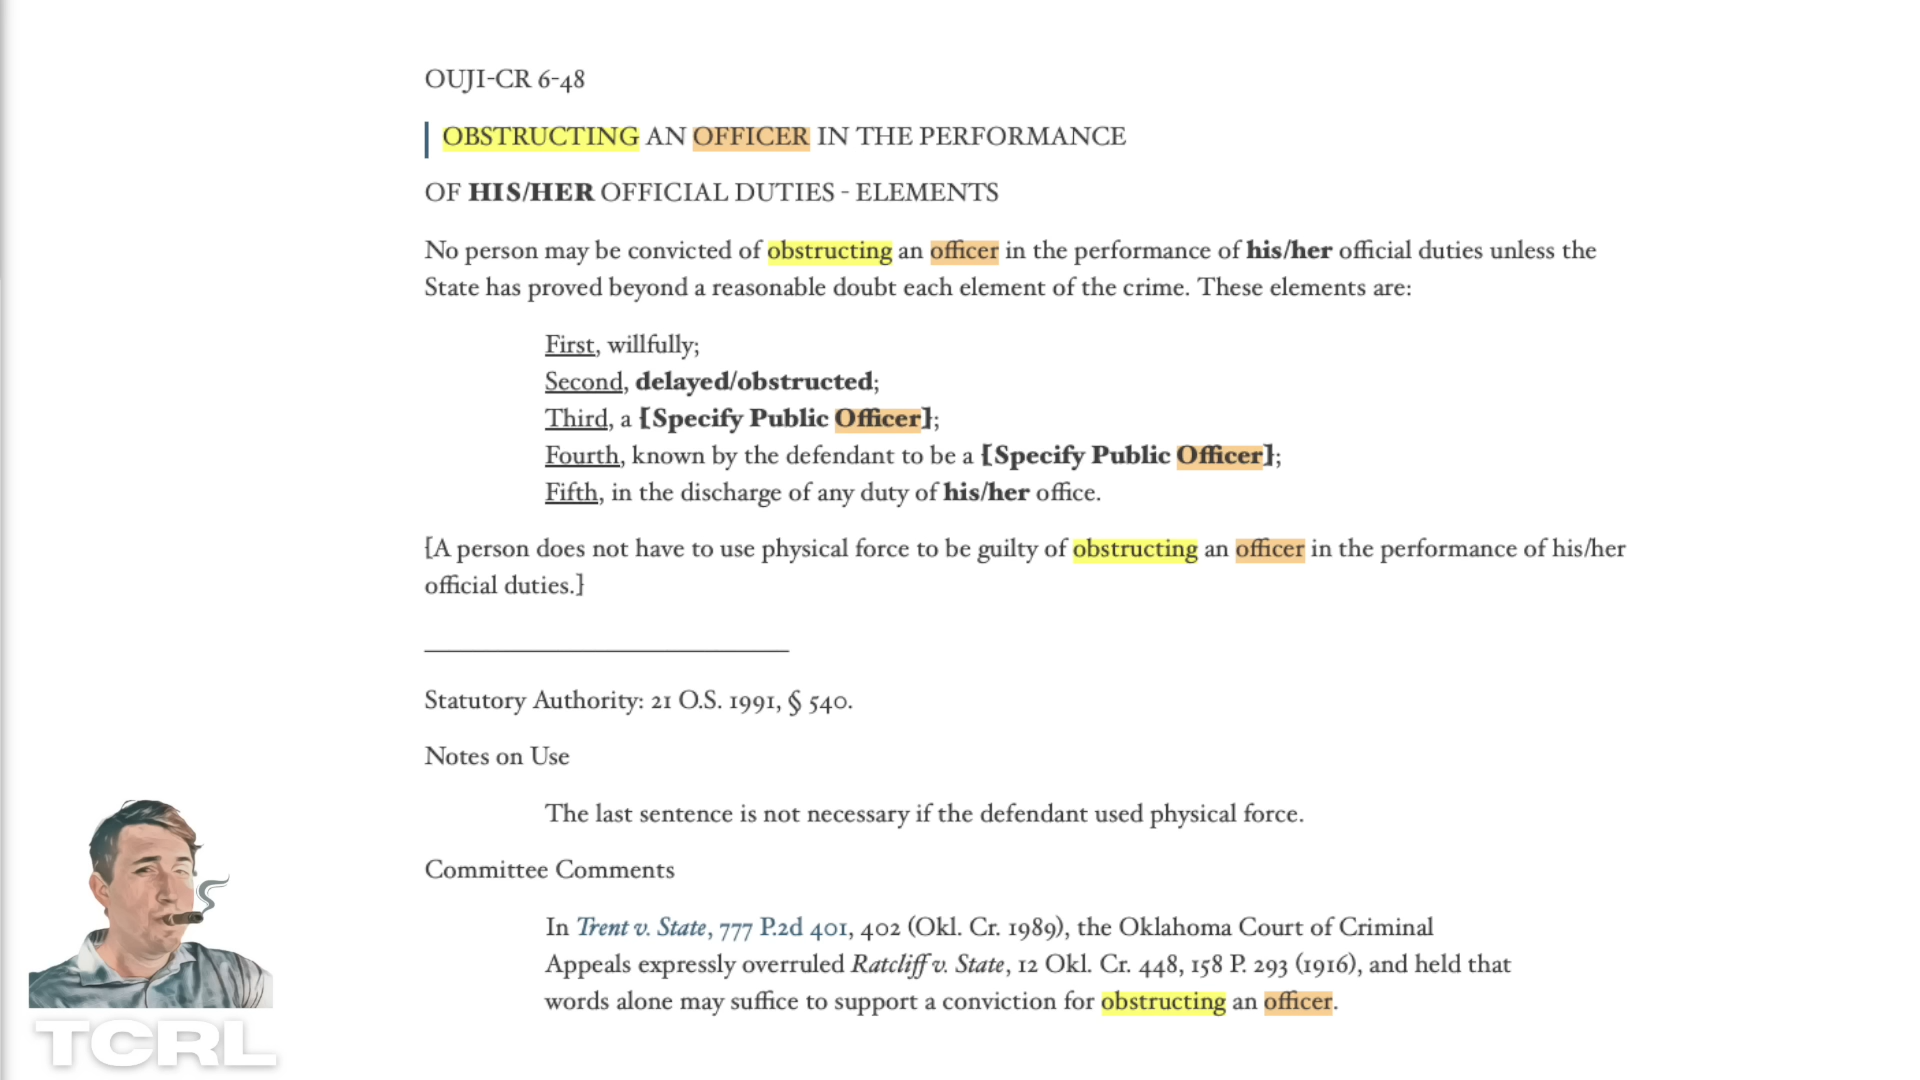 OUJI-CR 6-48
OBSTRUCTING AN OFFICER IN THE PERFORMANCE
OF HIS/HER OFFICIAL DUTIES - ELEMENTS
No person may be convicted of obstructing an officer in the performance of his/her official duties unless the
State has proved beyond a reasonable doubt each element of the crime. These elements are:
First, willfully;
Second, delayed/obstructed;
Third, a [Specify Public Officer];
Fourth, known by the defendant to be a [Specify Public Officer];
Fifth, in the discharge of any duty of his/her office.
[A person does not have to use physical force to be guilty of obstructing an officer in the performance of his/her
official duties.]
Statutory Authority: 21 O.S. 1991, § 540.
Notes on Use
The last sentence is not necessary if the defendant used physical force.
Committee Comments
In Trent v. State, 777 P.2d 401, 402 (Okl. Cr. 1989), the Oklahoma Court of Criminal
Appeals expressly overruled Ratcliff v. State, 12 Okl. Cr. 448, 158 P. 293 (1916), and held that
words alone may suffice to support a conviction for obstructing an officer.
TCRL